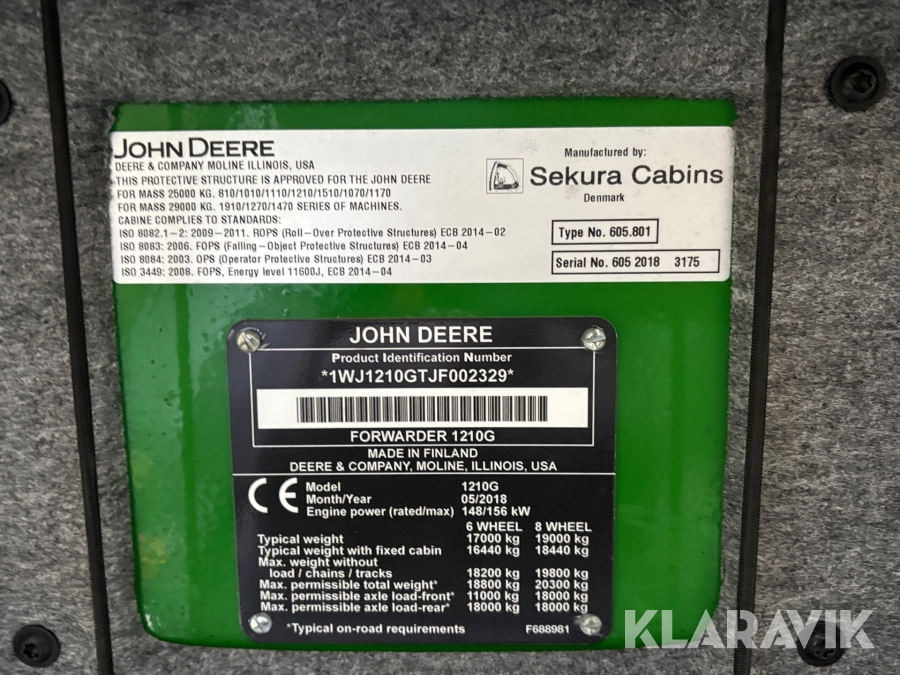 JOHN DEERE
DEERE & COMPANY MOLINE ILLINOIS, USA
THIS PROTECTIVE STRUCTURE IS APPROVED FOR THE JOHN DEERE
FOR MASS 25000 KG. 810/1010/1110/1210/1510/1070/1170
FOR MASS 29000 KG. 1910/1270/1470 SERIES OF MACHINES.
CABINE COMPLIES TO STANDARDS:
ISO 8082.1-2: 2009-2011. ROPS (Roll-Over Protective Structures) ECB 2014-02
ISO 8083: 2006. FOPS (Falling-Object Protective Structures) ECB 2014-04
ISO 8084: 2003. OPS (Operator Protective Structures) ECB 2014-03
ISO 3449: 2008. FOPS, Energy level 11600J, ECB 2014-04
Manufactured by:
Sekura Cabins
Denmark
Type No. 605.801
Serial No. 605 2018 3175
JOHN DEERE
Product Identification Number
*1WJ1210GTJF002329*
FORWARDER 1210G
MADE IN FINLAND
DEERE & COMPANY, MOLINE, ILLINOIS, USA
CE
Model 1210G
Month/Year 05/2018
Engine power (rated/max) 148/156 kW
6 WHEEL 8 WHEEL
Typical weight 17000 kg 19000 kg
Typical weight with fixed cabin 16440 kg 18440 kg
Max. weight without
load / chains / tracks 18200 kg 19800 kg
Max. permissible total weight* 18800 kg 20300 kg
Max. permissible axle load-front* 11000 kg 18000 kg
Max. permissible axle load-rear* 18000 kg 18000 kg
*Typical on-road requirements F688981
KLARAVIK